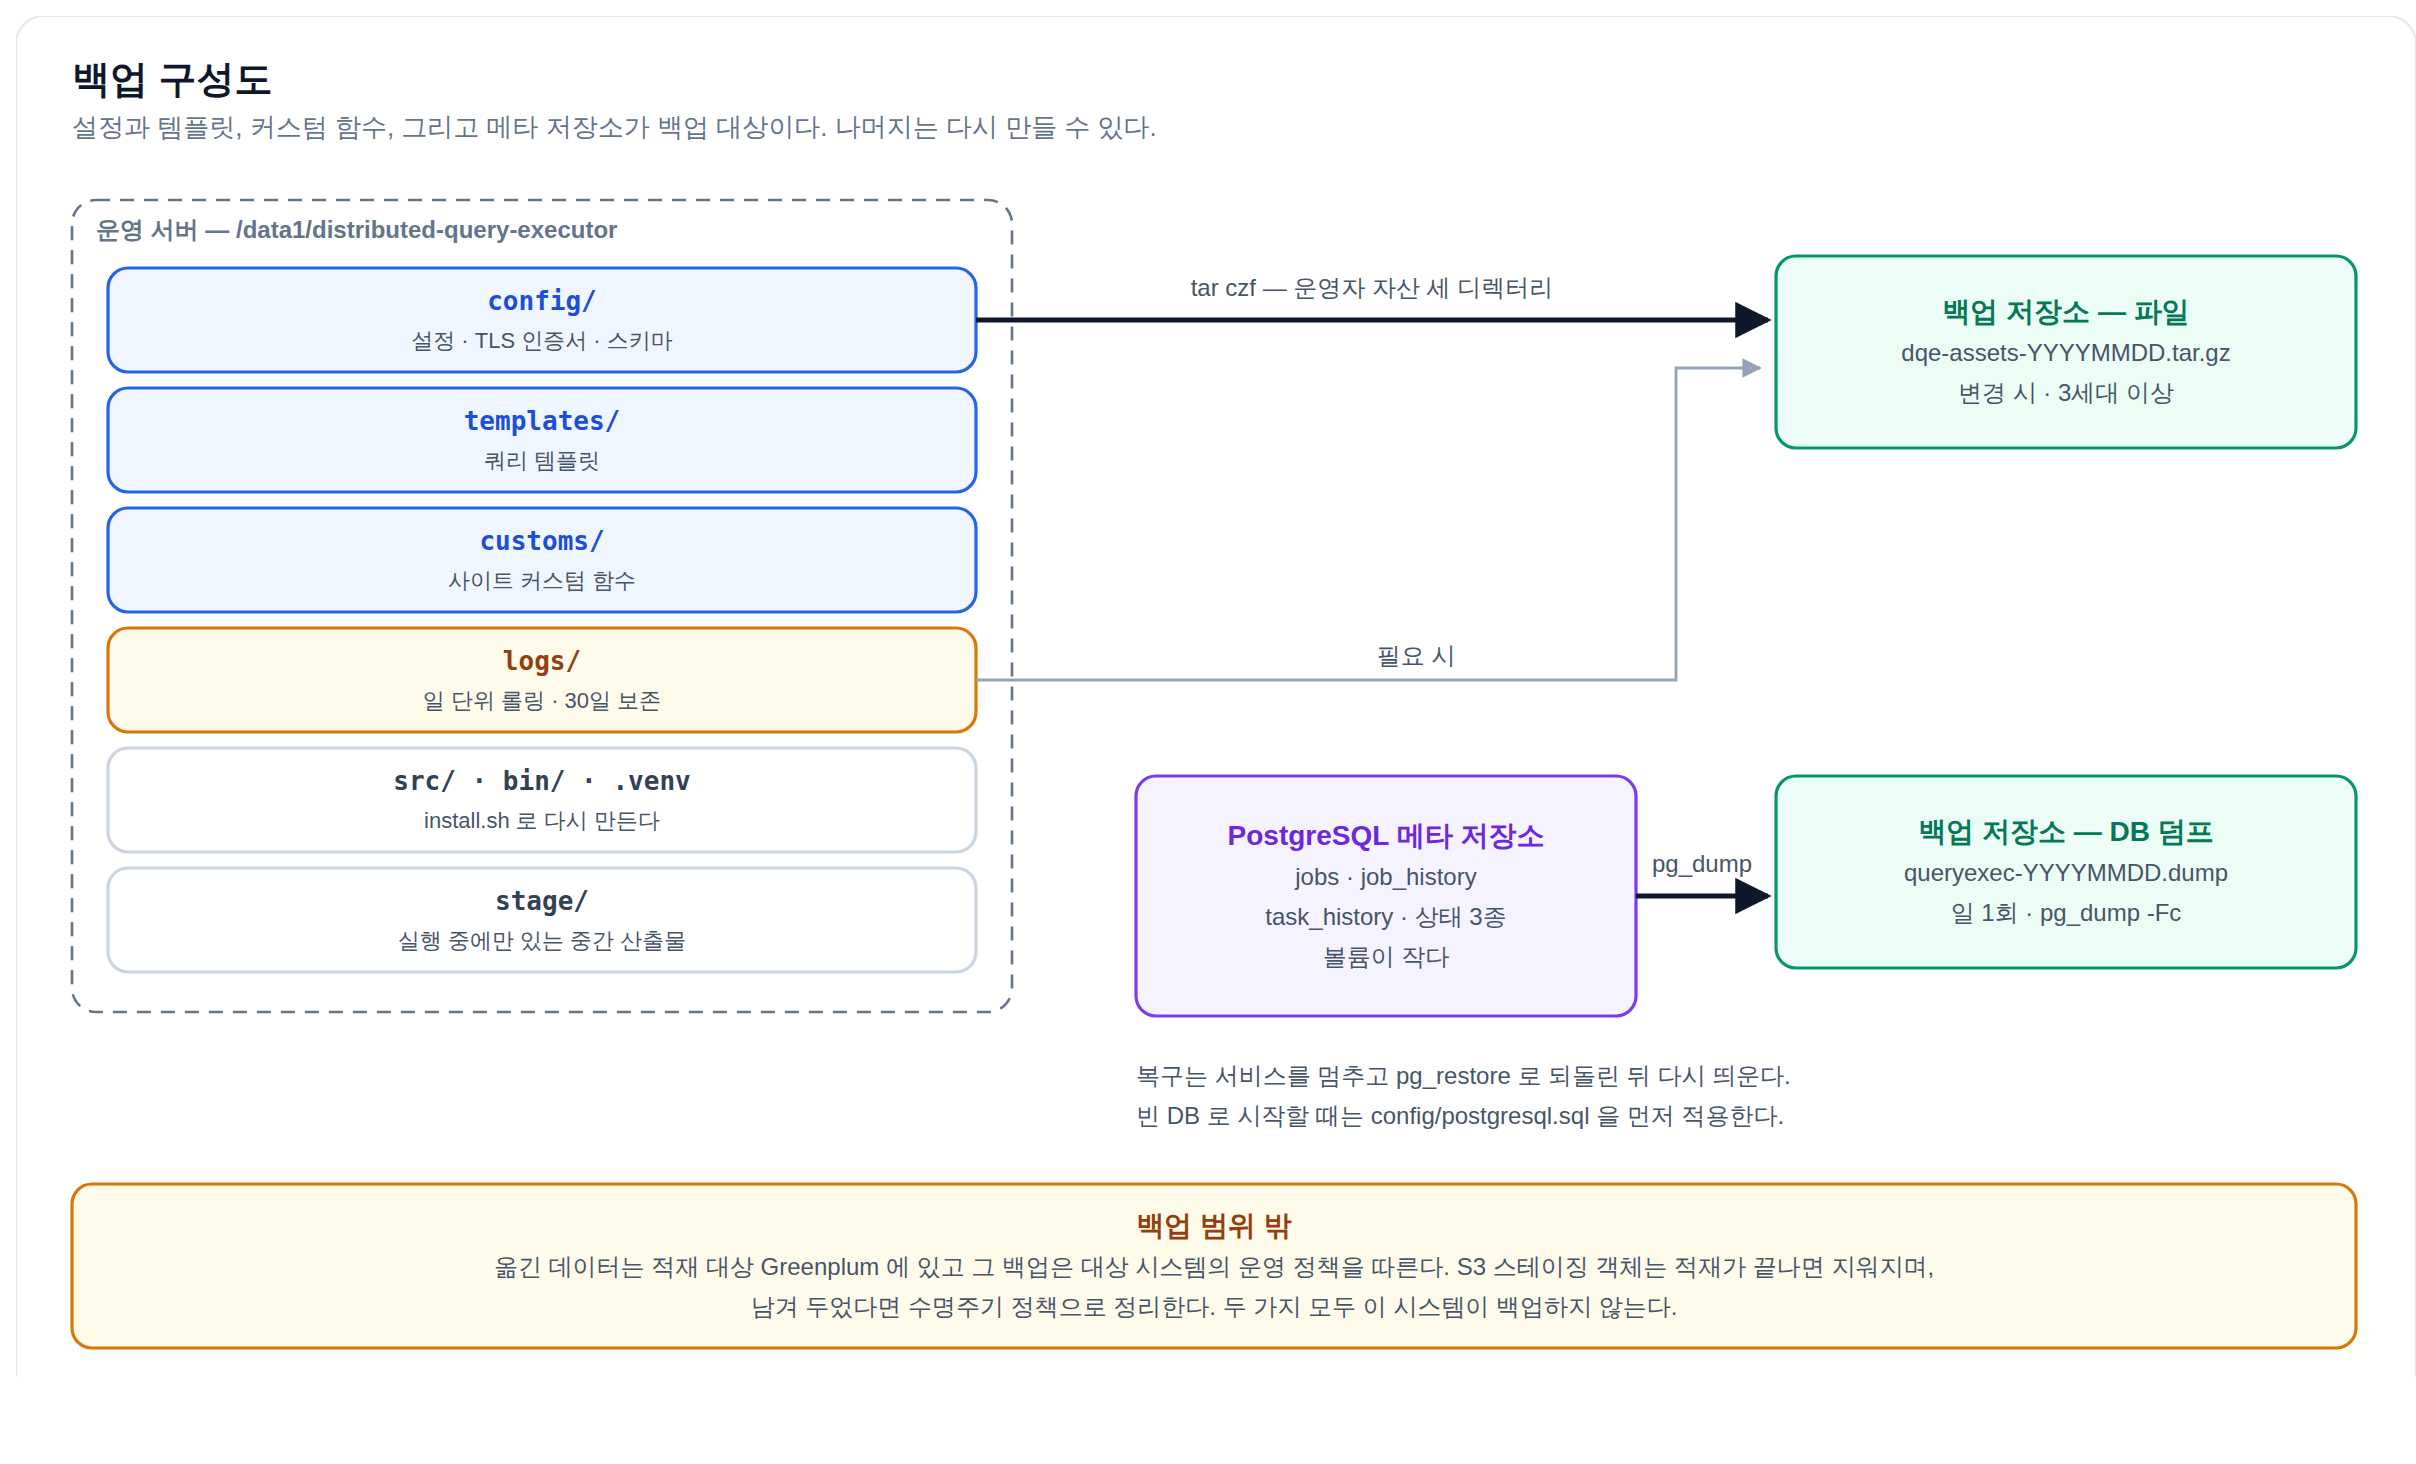 백업 구성도
설정과 템플릿, 커스텀 함수, 그리고 메타 저장소가 백업 대상이다. 나머지는 다시 만들 수 있다.
운영 서버 — /data1/distributed-query-executor
config/
설정 · TLS 인증서 · 스키마
templates/
쿼리 템플릿
customs/
사이트 커스텀 함수
logs/
일 단위 롤링 · 30일 보존
src/ · bin/ · .venv
install.sh 로 다시 만든다
stage/
실행 중에만 있는 중간 산출물
tar czf — 운영자 자산 세 디렉터리
필요 시
백업 저장소 — 파일
dqe-assets-YYYYMMDD.tar.gz
변경 시 · 3세대 이상
PostgreSQL 메타 저장소
jobs · job_history
task_history · 상태 3종
볼륨이 작다
pg_dump
백업 저장소 — DB 덤프
queryexec-YYYYMMDD.dump
일 1회 · pg_dump -Fc
복구는 서비스를 멈추고 pg_restore 로 되돌린 뒤 다시 띄운다.
빈 DB 로 시작할 때는 config/postgresql.sql 을 먼저 적용한다.
백업 범위 밖
옮긴 데이터는 적재 대상 Greenplum 에 있고 그 백업은 대상 시스템의 운영 정책을 따른다. S3 스테이징 객체는 적재가 끝나면 지워지며,
남겨 두었다면 수명주기 정책으로 정리한다. 두 가지 모두 이 시스템이 백업하지 않는다.